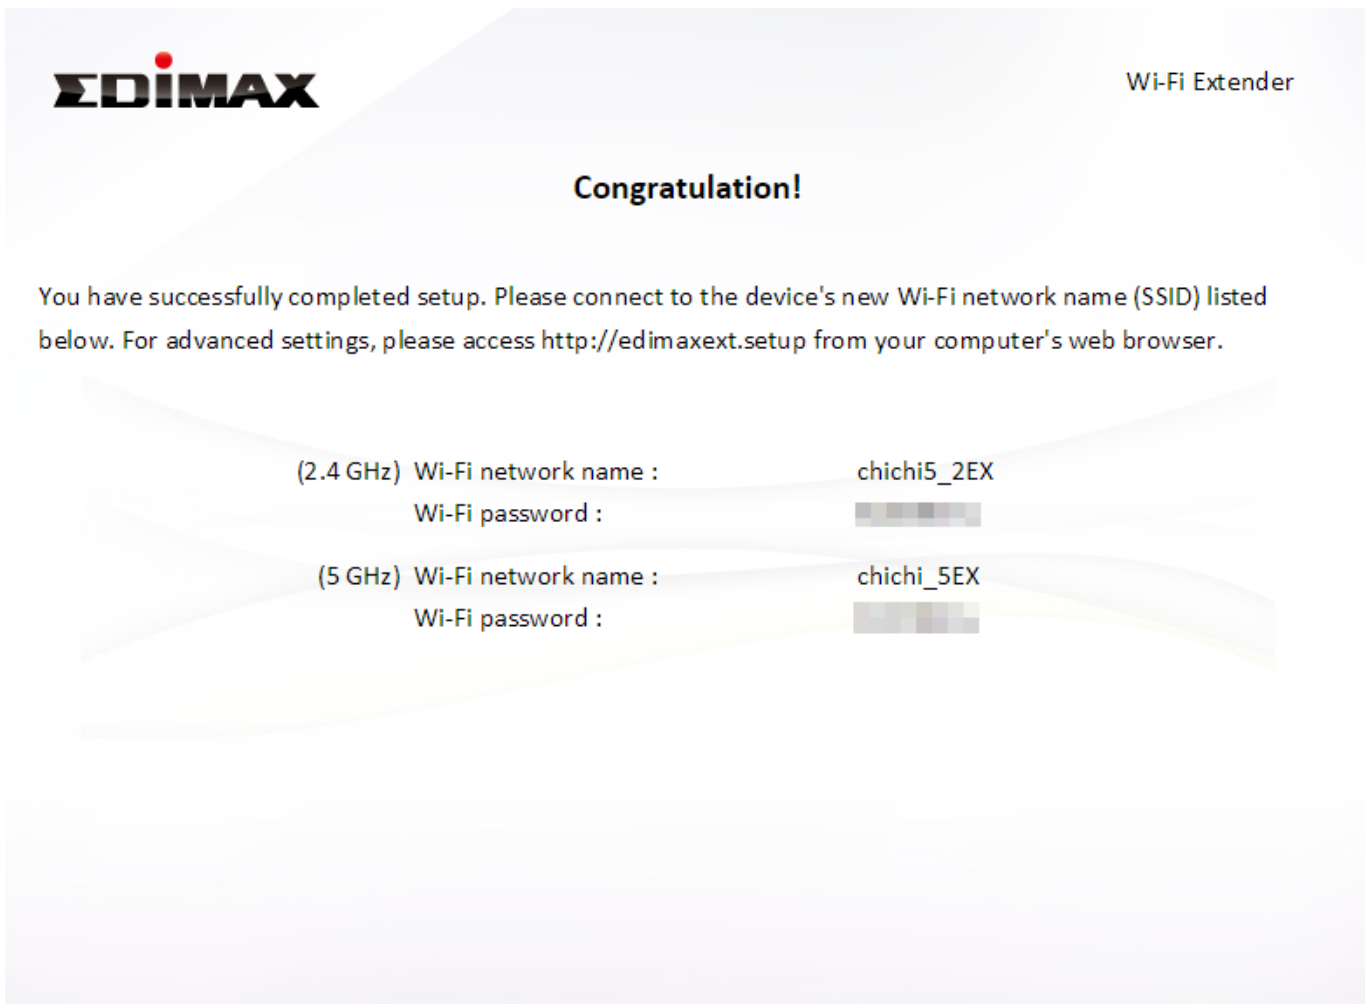 EDIMAX
Wi-Fi Extender
Congratulation!
You have successfully completed setup. Please connect to the device's new Wi-Fi network name (SSID) listed
below. For advanced settings, please access http://edimaxext.setup from your computer's web browser.
(2.4 GHz) Wi-Fi network name : chichi5_2EX
Wi-Fi password :
(5 GHz) Wi-Fi network name : chichi_5EX
Wi-Fi password :